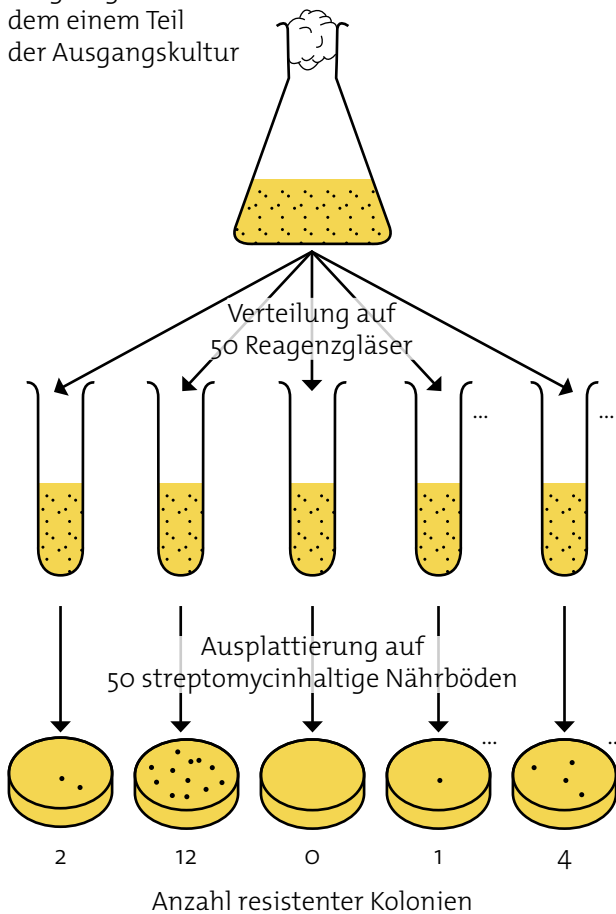 dem einem Teil
der Ausgangskultur
Verteilung auf
50 Reagenzgläser
...
...
Ausplattierung auf
50 streptomycinhaltige Nährböden
...
...
2 12 0 1 4
Anzahl resistenter Kolonien